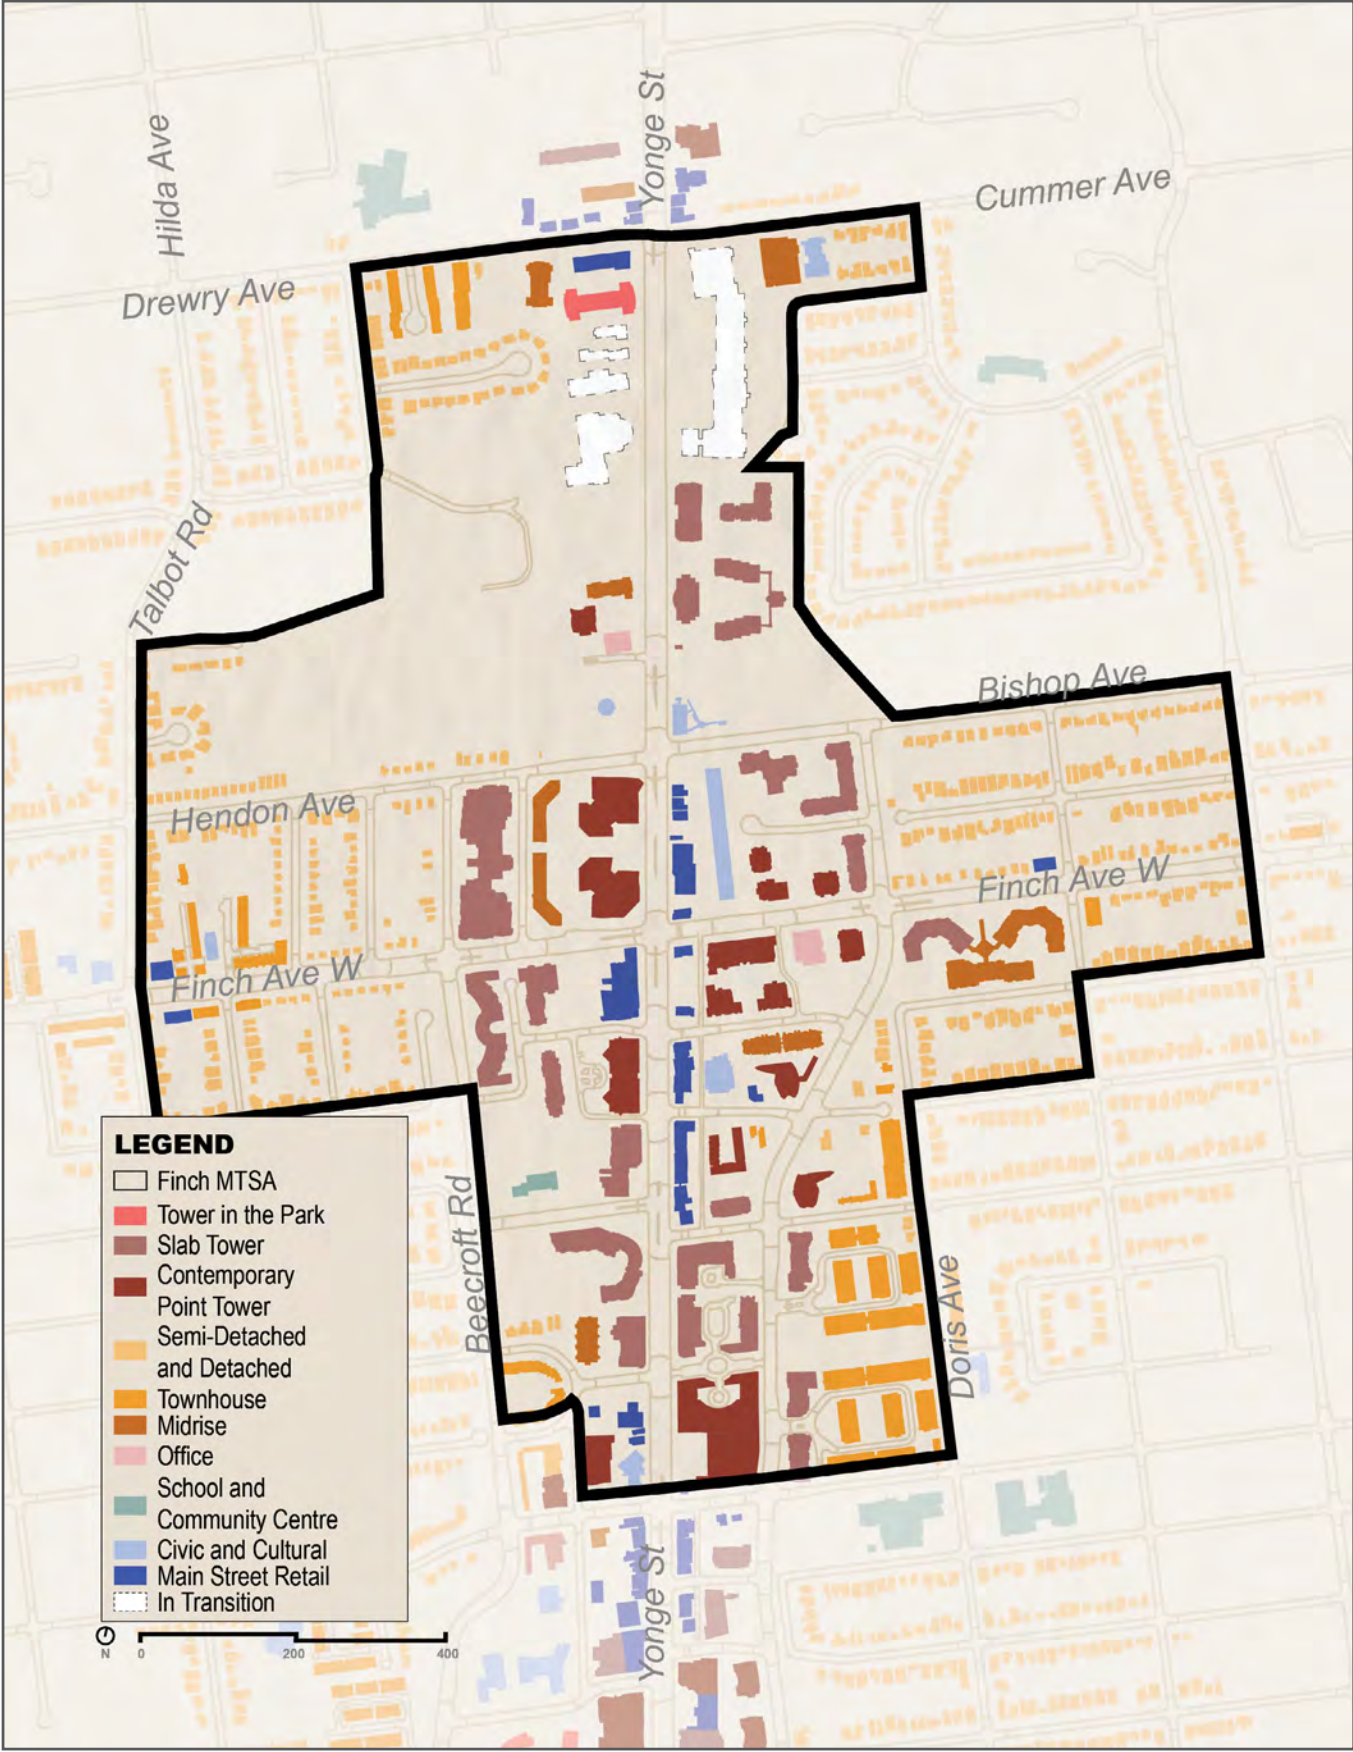 Yonge St
Hilda Ave
Cummer Ave
Drewry Ave
Talbot Rd
Bishop Ave
Hendon Ave
Finch Ave W
Finch Ave W
LEGEND
Finch MTSA
Tower in the Park
Slab Tower
Contemporary
Point Tower
Semi-Detached
and Detached
Townhouse
Midrise
Office
School and
Community Centre
Civic and Cultural
Main Street Retail
In Transition
Beecroft Rd
Doris Ave
Yonge St
N 0 200 400